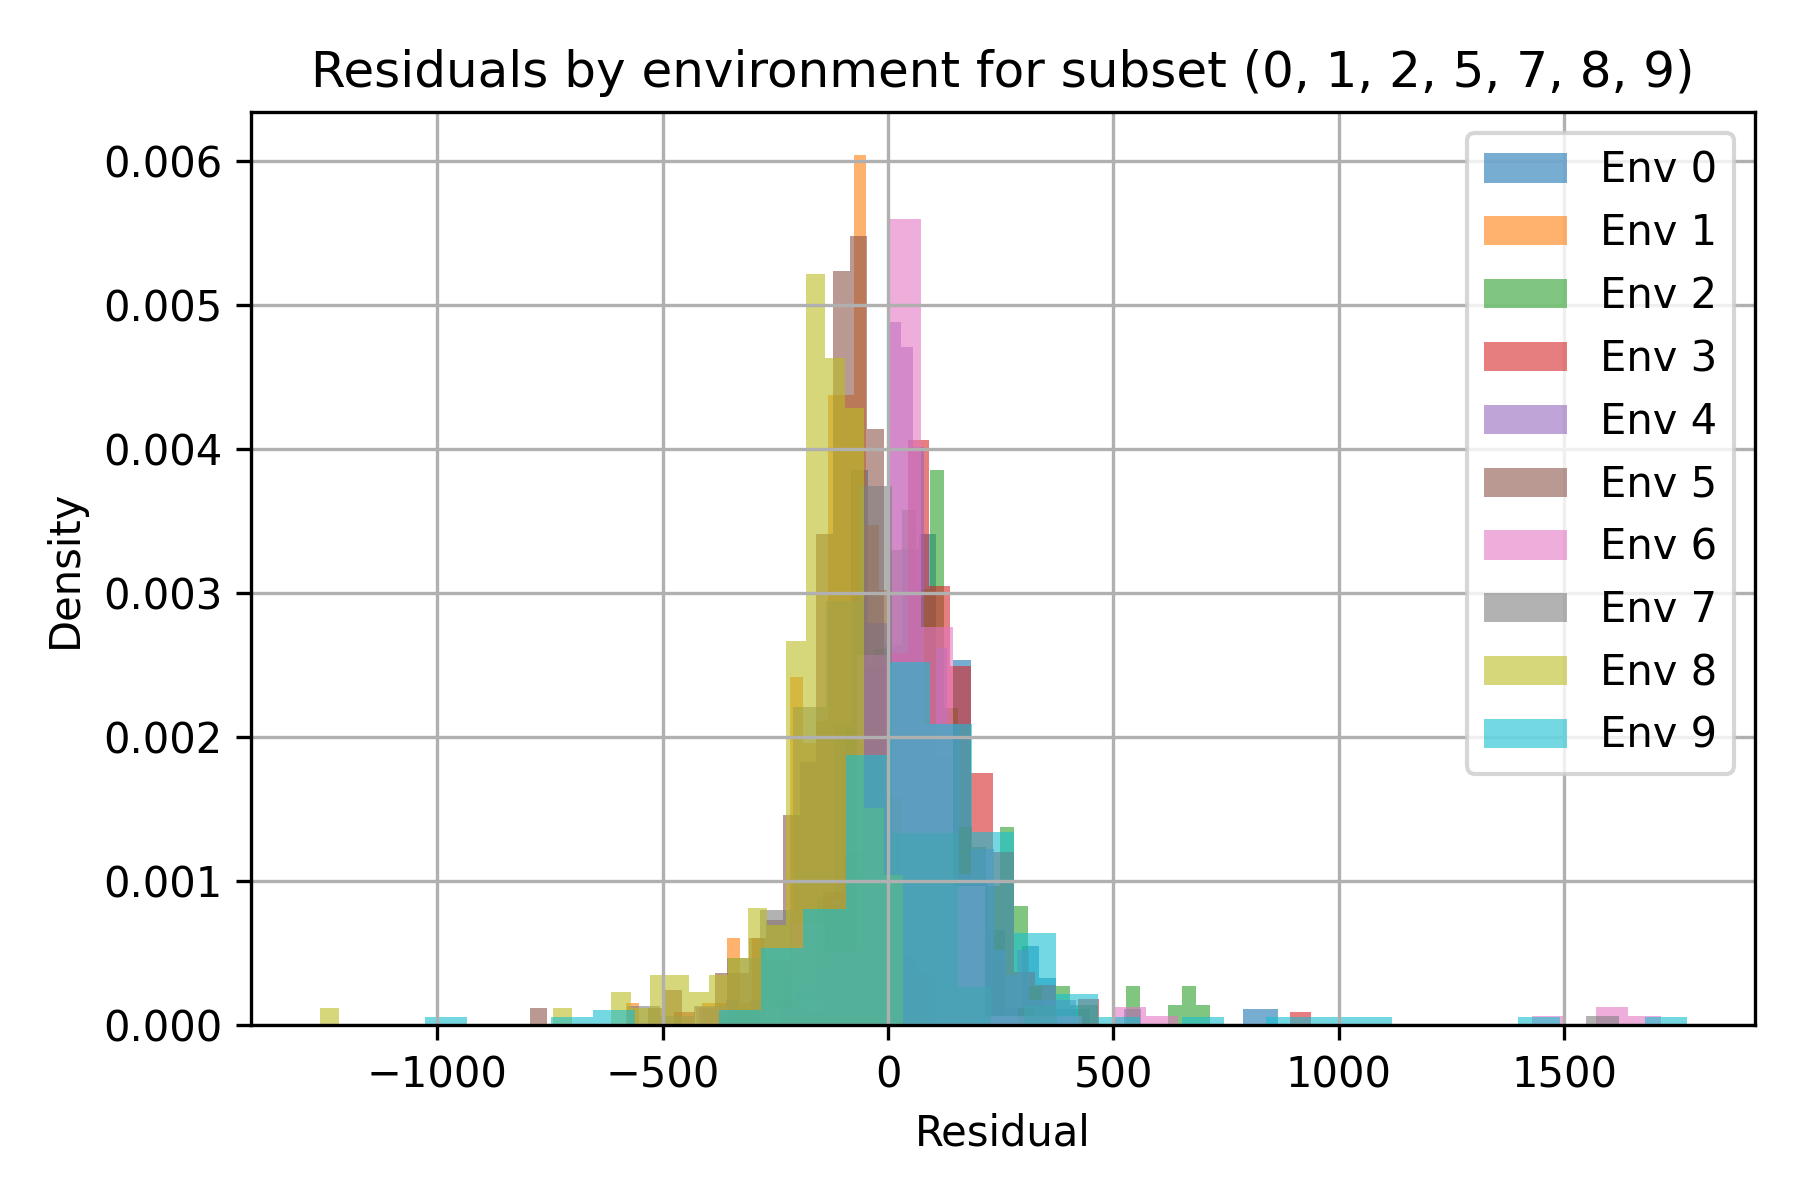 Residuals by environment for subset (0, 1, 2, 5, 7, 8, 9)
0.006
0.005
0.004
0.003
0.002
0.001
0.000
Density
−1000
−500
0
500
1000
1500
Residual
Env 0
Env 1
Env 2
Env 3
Env 4
Env 5
Env 6
Env 7
Env 8
Env 9